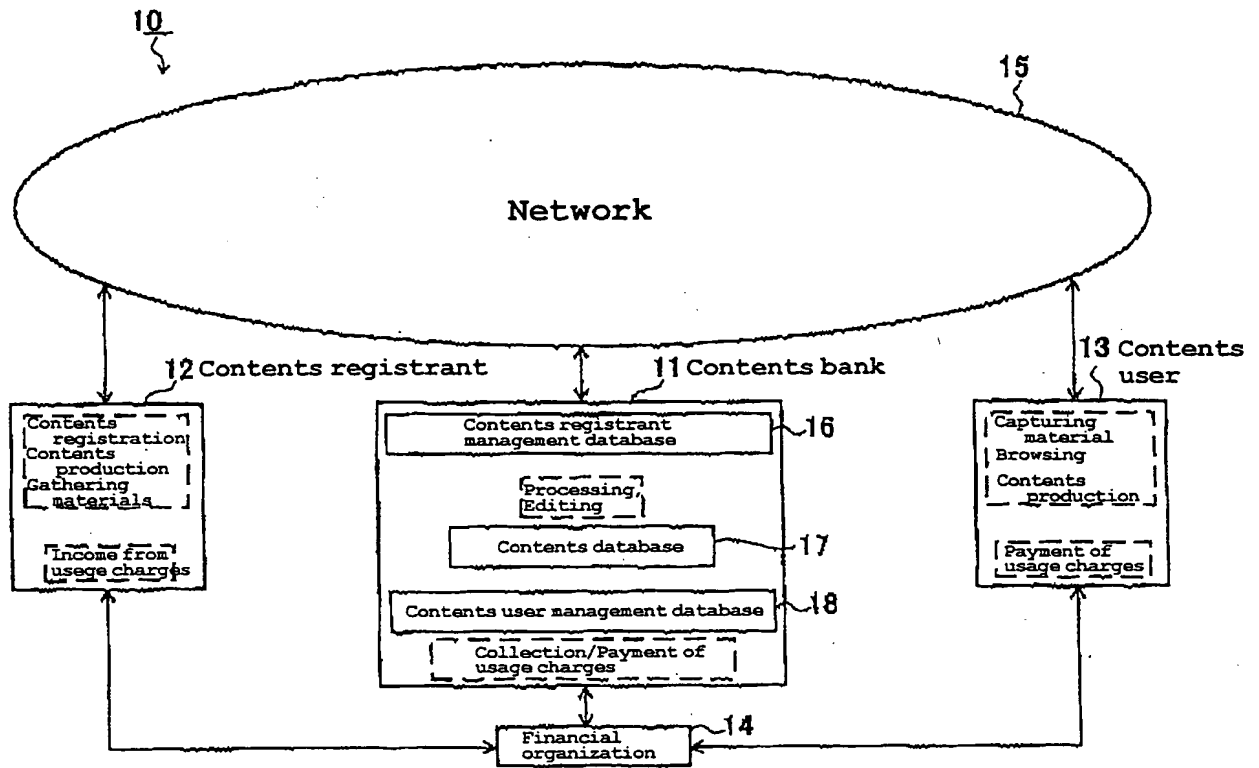 10
15
Network
12 Contents registrant
11 Contents bank
13 Contents
user
Contents
registration
Contents
production
Gathering
materials
Income from
usege charges
Contents registrant
management database
16
Processing,
Editing
Contents database
17
Contents user management database
18
Collection/Payment of
usage charges
Capturing
material
Browsing
Contents
production
Payment of
usage charges
Financial
organization
14